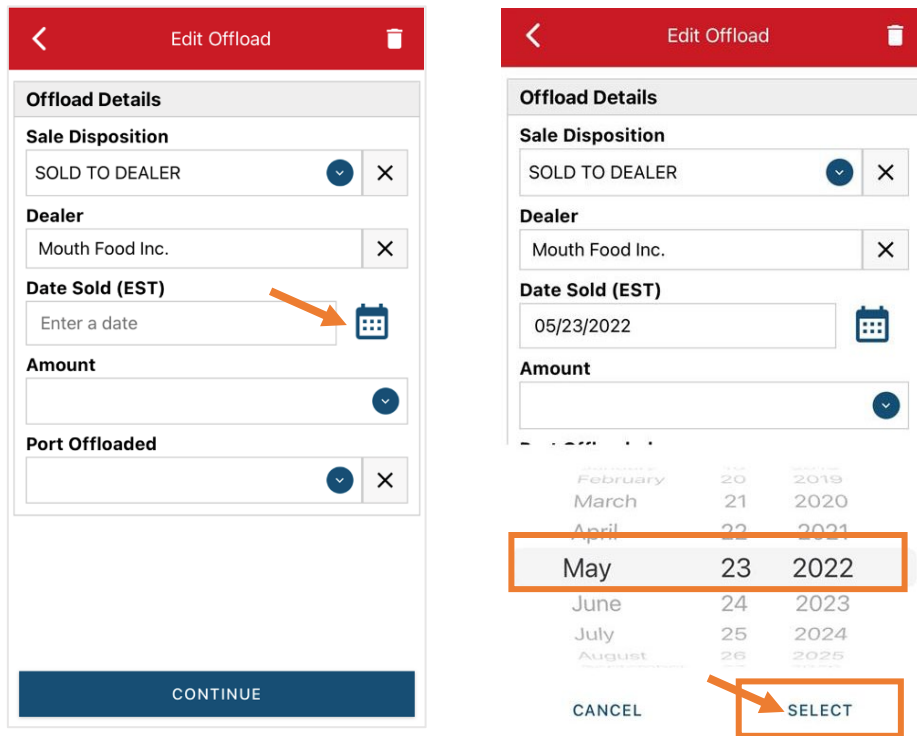 Edit Offload
Offload Details
Sale Disposition
SOLD TO DEALER
Dealer
Mouth Food Inc.
Date Sold (EST)
Enter a date
Amount
Port Offloaded
CONTINUE
Edit Offload
Offload Details
Sale Disposition
SOLD TO DEALER
Dealer
Mouth Food Inc.
Date Sold (EST)
05/23/2022
Amount
February 20 2019
March 21 2020
April 22 2021
May 23 2022
June 24 2023
July 25 2024
August 26 2025
CANCEL SELECT